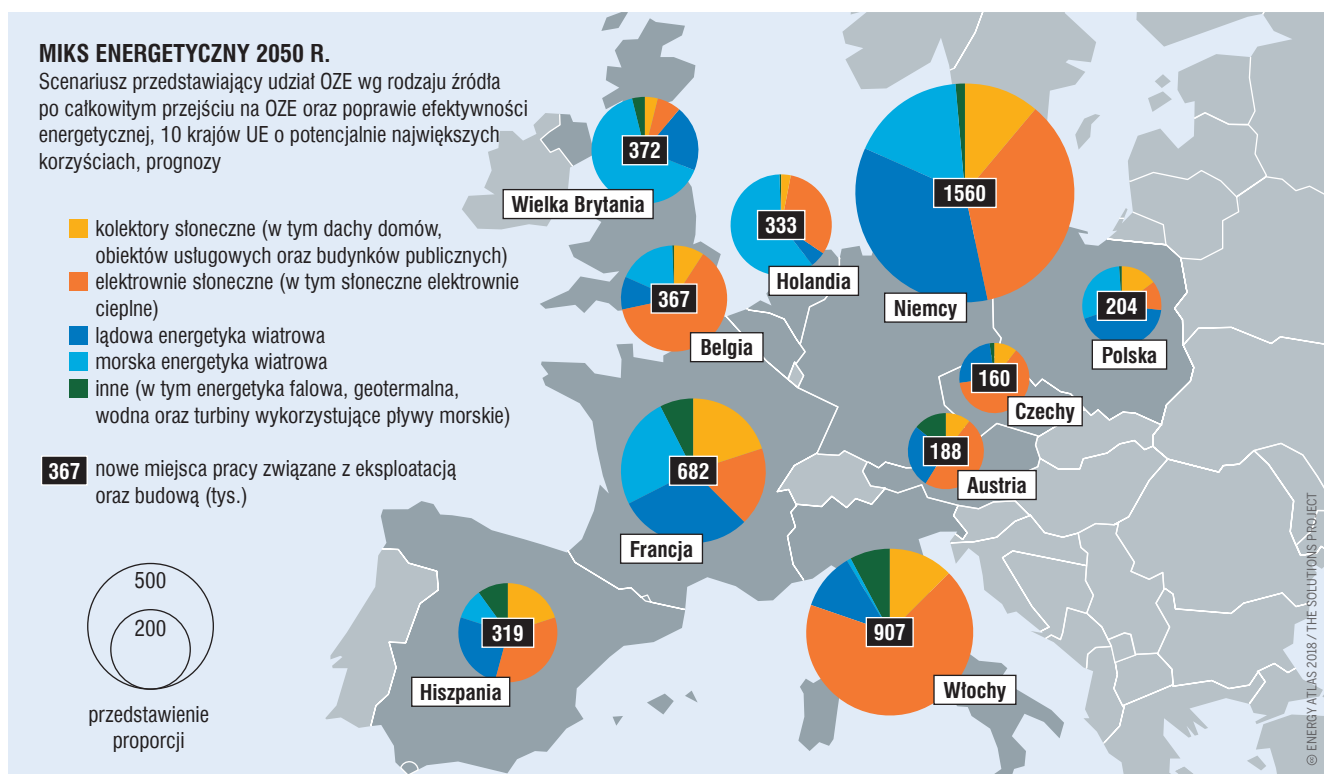 MIKS ENERGETYCZNY 2050 R.
Scenariusz przedstawiający udział OZE wg rodzaju źródła
po całkowitym przejściu na OZE oraz poprawie efektywności
energetycznej, 10 krajów UE o potencjalnie największych
korzyściach, prognozy
kolektory słoneczne (w tym dachy domów,
obiektów usługowych oraz budynków publicznych)
elektrownie słoneczne (w tym słoneczne elektrownie
cieplne)
lądowa energetyka wiatrowa
morska energetyka wiatrowa
inne (w tym energetyka falowa, geotermalna,
wodna oraz turbiny wykorzystujące pływy morskie)
367 nowe miejsca pracy związane z eksploatacją
oraz budową (tys.)
500
200
przedstawienie
proporcji
372
Wielka Brytania
333
Holandia
1560
Niemcy
367
Belgia
204
Polska
160
Czechy
188
Austria
682
Francja
319
Hiszpania
907
Włochy
© ENERGY ATLAS 2018 / THE SOLUTIONS PROJECT